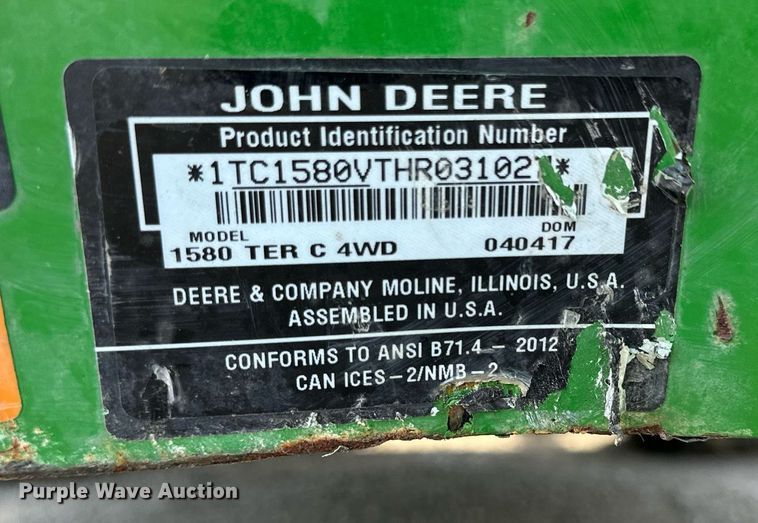 JOHN DEERE
Product Identification Number
MODEL
DOM
1580 TER C 4WD
040417
DEERE & COMPANY MOLINE, ILLINOIS, U.S.A.
ASSEMBLED IN U.S.A.
CONFORMS TO ANSI B71.4 – 2012
CAN ICES–2/NMB–2
Purple Wave Auction